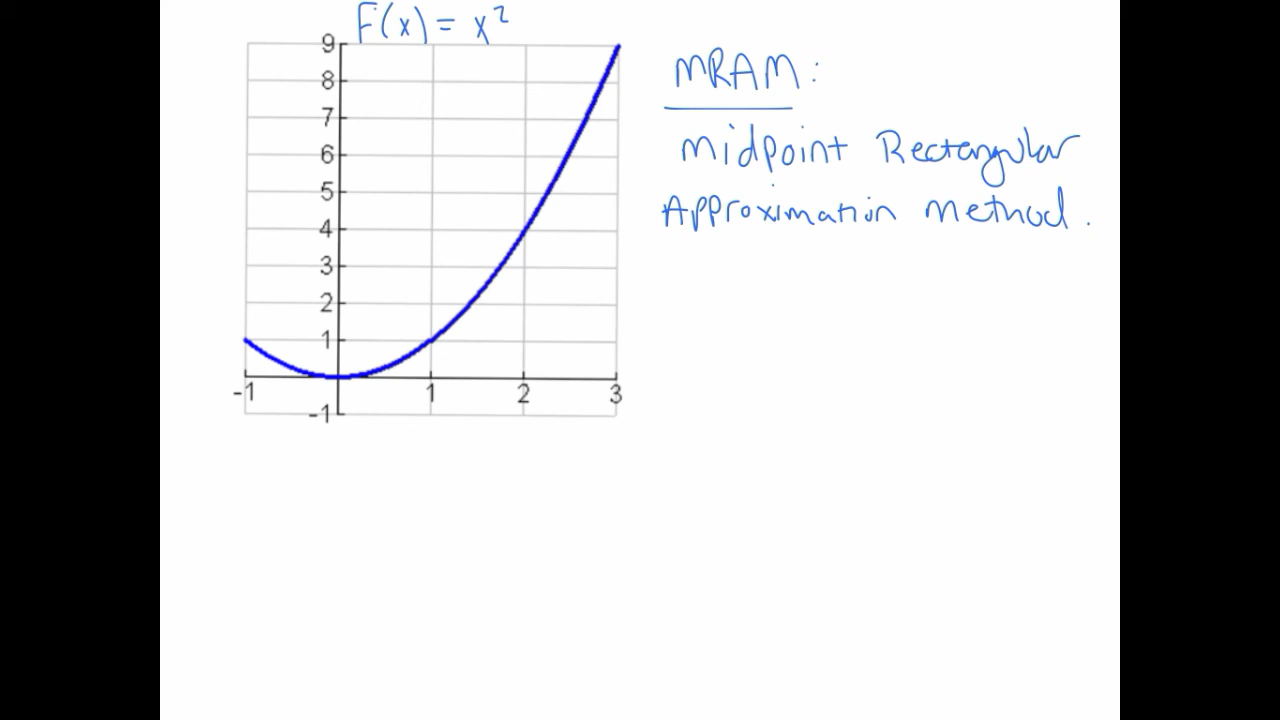 F(x) = x²
MRAM:
Midpoint Rectangular
Approximation Method.
9
8
7
6
5
4
3
2
1
-1 1 2 3
-1